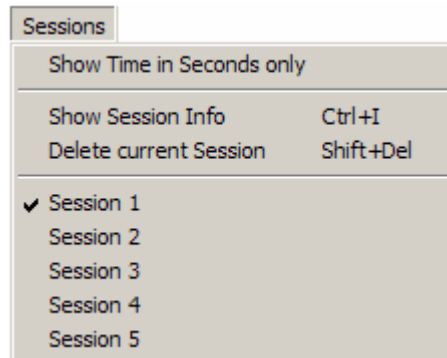 Sessions
Show Time in Seconds only
Show Session Info Ctrl+I
Delete current Session Shift+Del
Session 1
Session 2
Session 3
Session 4
Session 5